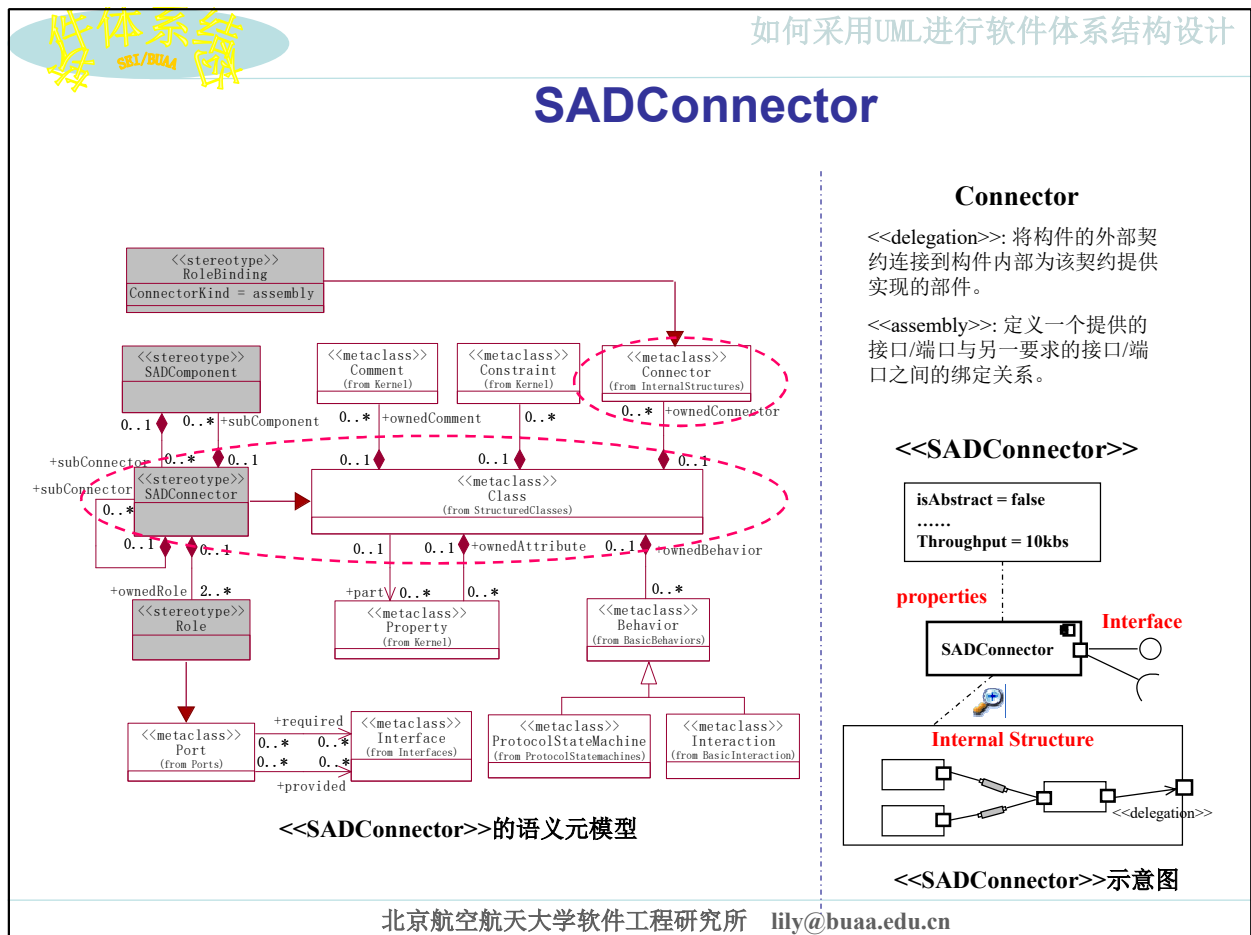 件体系结
SEI/BUAA
如何采用UML进行软件体系结构设计
SADConnector
<<stereotype>>
RoleBinding
ConnectorKind = assembly
<<stereotype>>
SADComponent
<<metaclass>>
Comment
(from Kernel)
<<metaclass>>
Constraint
(from Kernel)
<<metaclass>>
Connector
(from InternalStructures)
0..1
0..* +subComponent
0..* +ownedComment
0..*
0..* +ownedConnector
+subConnector
0..*
0..1
0..1
0..1
0..1
+subConnector
0..*
<<stereotype>>
SADConnector
<<metaclass>>
Class
(from StructuredClasses)
0..1
0..1
0..1
0..1 +ownedAttribute
0..1 +ownedBehavior
+ownedRole 2..*
+part 0..*
0..*
0..*
<<stereotype>>
Role
<<metaclass>>
Property
(from Kernel)
<<metaclass>>
Behavior
(from BasicBehaviors)
<<metaclass>>
Port
(from Ports)
+required
0..* 0..*
0..* 0..*
+provided
<<metaclass>>
Interface
(from Interfaces)
<<metaclass>>
ProtocolStateMachine
(from ProtocolStatemachines)
<<metaclass>>
Interaction
(from BasicInteraction)
<<SADConnector>>的语义元模型
Connector
<<delegation>>: 将构件的外部契
约连接到构件内部为该契约提供
实现的部件。
<<assembly>>: 定义一个提供的
接口/端口与另一要求的接口/端
口之间的绑定关系。
<<SADConnector>>
isAbstract = false
……
Throughput = 10kbs
properties
Interface
SADConnector
Internal Structure
<<delegation>>
<<SADConnector>>示意图
北京航空航天大学软件工程研究所 lily@buaa.edu.cn